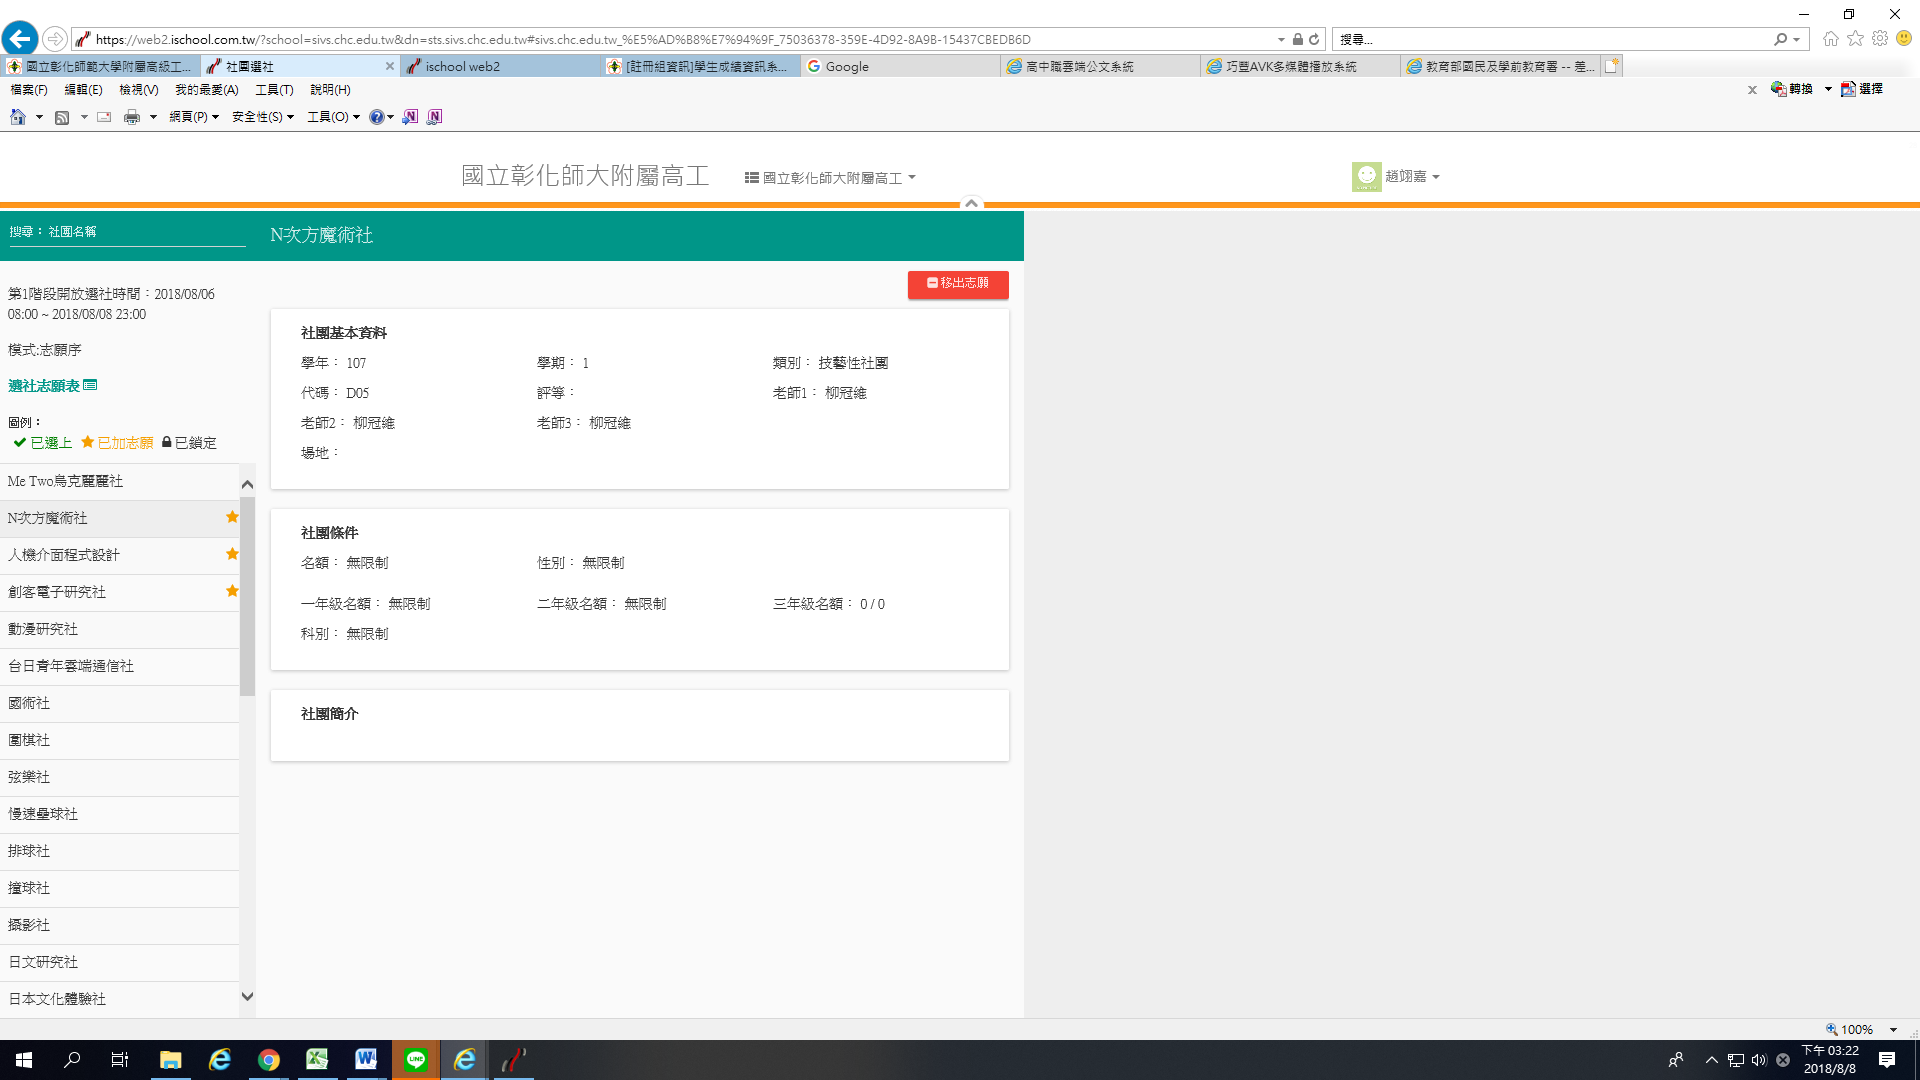 https://web2.ischool.com.tw/?school=sivs.chc.edu.tw&dn=sts.sivs.chc.edu.tw#sivs.chc.edu.tw_%E5%AD%B8%E7%94%9F_75036378-359E-4D92-8A9B-15437CBEDB6D
搜尋...
國立彰化師範大學附屬高級工...
社團選社
ischool web2
[註冊組資訊]學生成績資訊系...
Google
高中職雲端公文系統
巧豐AVK多媒體播放系統
教育部國民及學前教育署 -- 差...
檔案(F) 編輯(E) 檢視(V) 我的最愛(A) 工具(T) 說明(H)
x 轉換 選擇
網頁(P) 安全性(S) 工具(O)
國立彰化師大附屬高工
國立彰化師大附屬高工
趙翊嘉
搜尋：社團名稱
N次方魔術社
第1階段開放選社時間：2018/08/06
08:00 ~ 2018/08/08 23:00
模式:志願序
選社志願表
圖例：
已選上 已加志願 已鎖定
Me Two烏克麗麗社
N次方魔術社
人機介面程式設計
創客電子研究社
動漫研究社
台日青年雲端通信社
國術社
圍棋社
弦樂社
慢速壘球社
排球社
撞球社
攝影社
日文研究社
日本文化體驗社
移出志願
社團基本資料
學年： 107 學期： 1 類別： 技藝性社團
代碼： D05 評等： 老師1： 柳冠維
老師2： 柳冠維 老師3： 柳冠維
場地：
社團條件
名額： 無限制 性別： 無限制
一年級名額： 無限制 二年級名額： 無限制 三年級名額： 0 / 0
科別： 無限制
社團簡介
100%
下午 03:22
2018/8/8